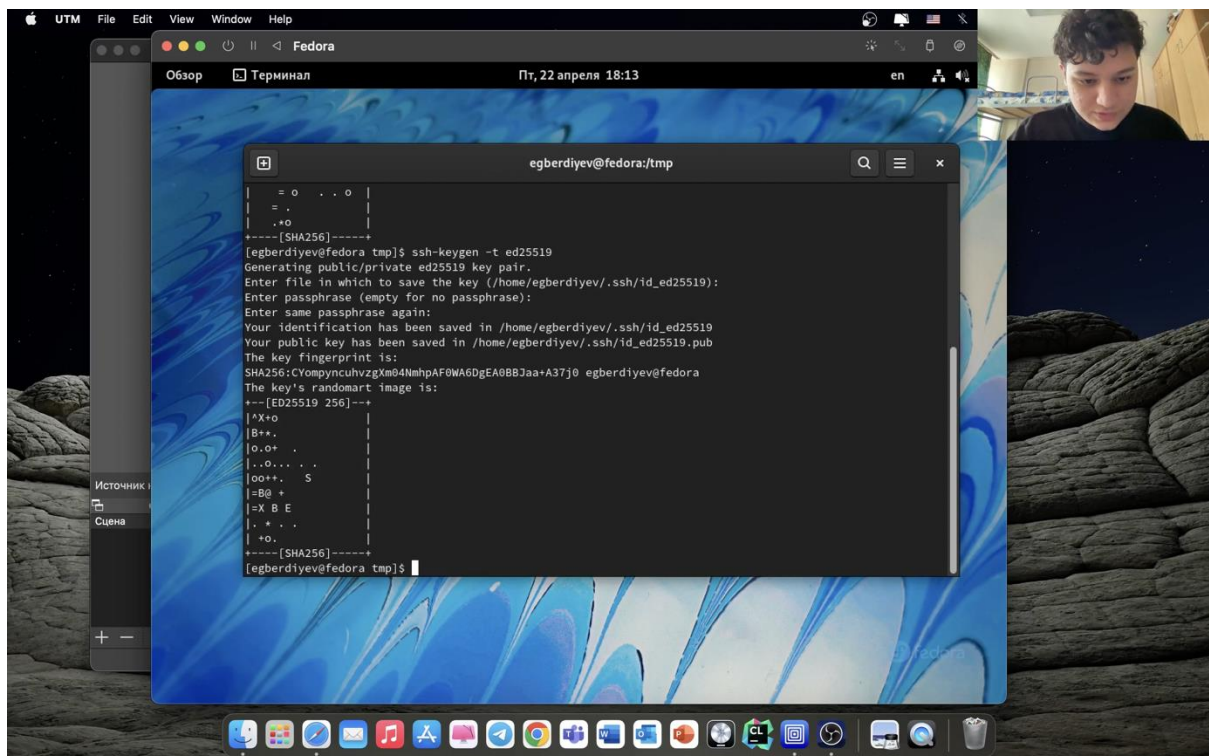 UTM File Edit View Window Help
Fedora
Обзор Терминал Пт, 22 апреля 18:13 en
egberdiyev@fedora:/tmp
|    = o   . . o  |
|   = .           |
|   .*o           |
+----[SHA256]-----+
[egberdiyev@fedora tmp]$ ssh-keygen -t ed25519
Generating public/private ed25519 key pair.
Enter file in which to save the key (/home/egberdiyev/.ssh/id_ed25519):
Enter passphrase (empty for no passphrase):
Enter same passphrase again:
Your identification has been saved in /home/egberdiyev/.ssh/id_ed25519
Your public key has been saved in /home/egberdiyev/.ssh/id_ed25519.pub
The key fingerprint is:
SHA256:CYompyncuhvzgXm04NmhpAF0WA6DgEA0BBJaa+A37j0 egberdiyev@fedora
The key's randomart image is:
+--[ED25519 256]--+
|^X+o             |
|B+*.             |
|o.o+  .          |
|..o... . .       |
|oo++.   S        |
|=B@ +            |
|=X B E           |
|. * . .          |
| +o.             |
+----[SHA256]-----+
[egberdiyev@fedora tmp]$
Источник
Сцена
fedora